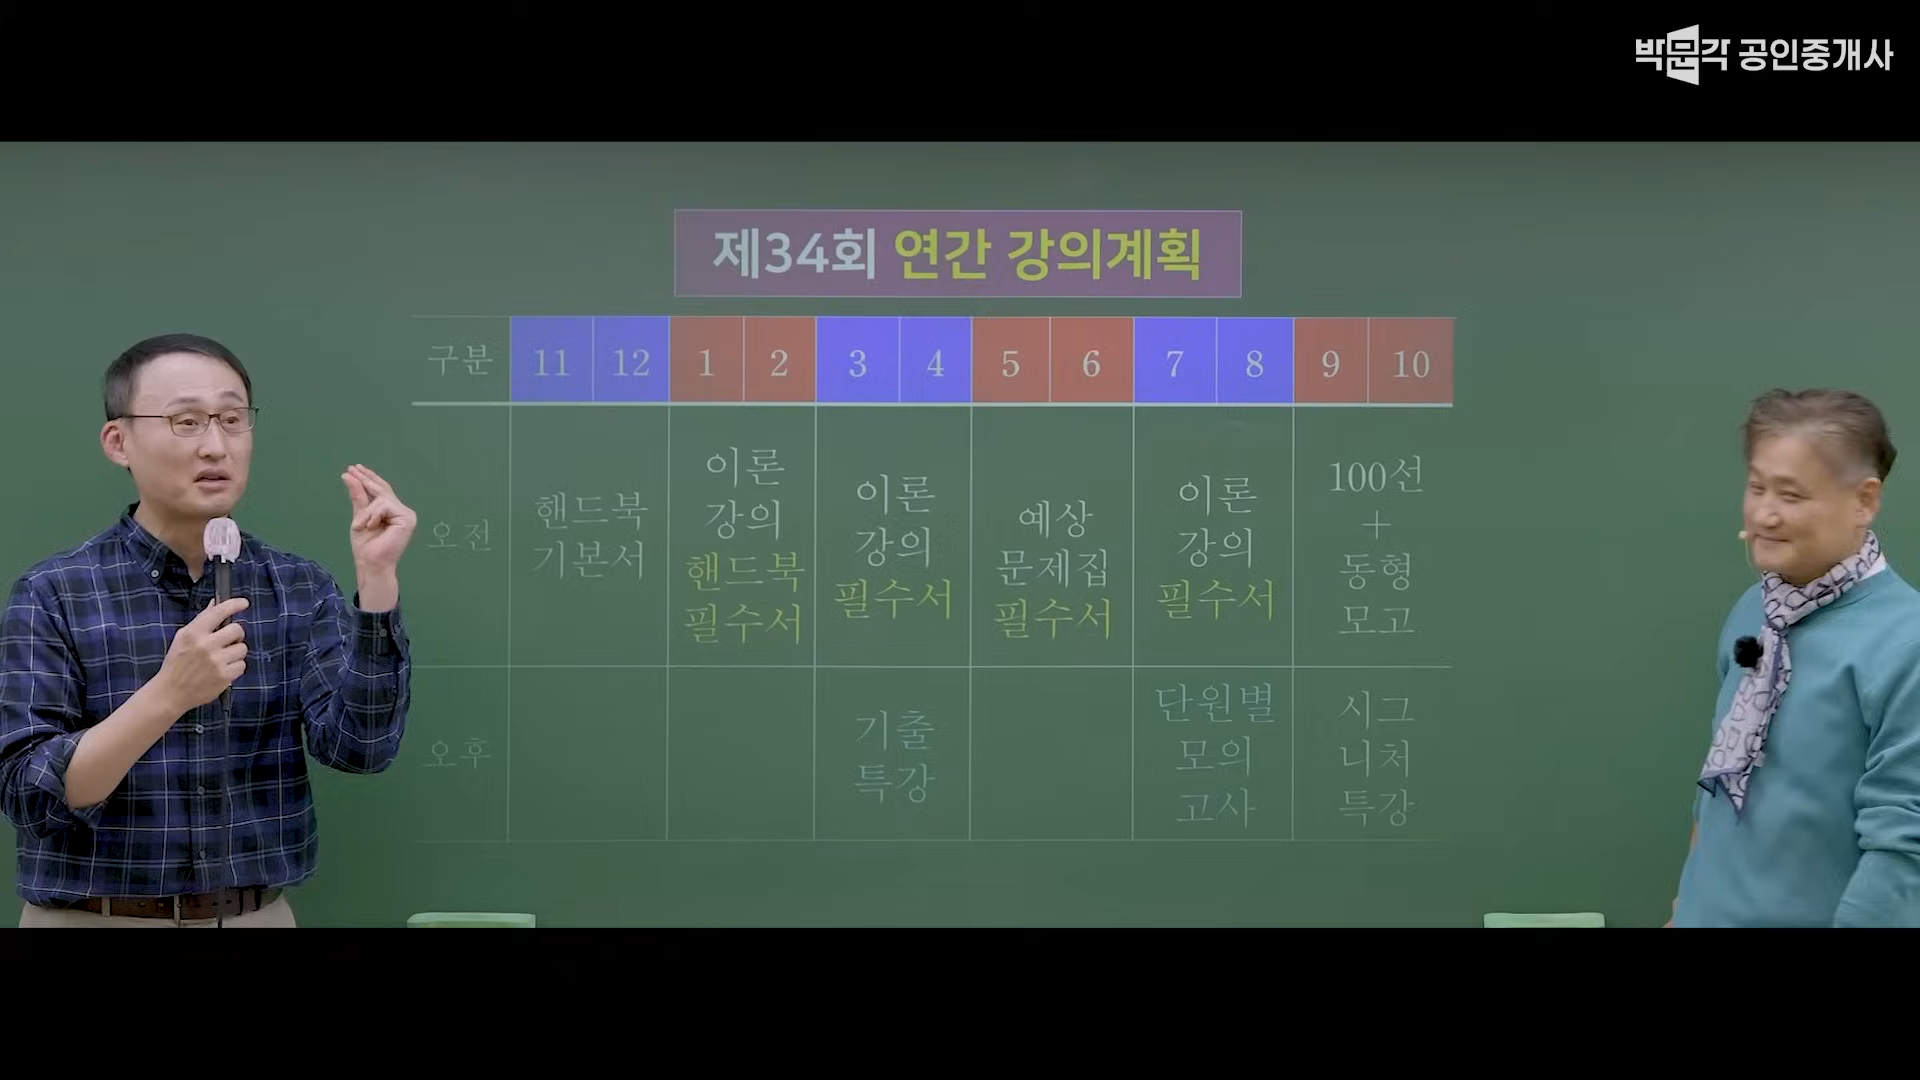 박문각 공인중개사
제34회 연간 강의계획
구분 11 12 1 2 3 4 5 6 7 8 9 10
오전
핸드북
기본서
이론
강의
핸드북
필수서
이론
강의
필수서
예상
문제집
필수서
이론
강의
필수서
100선
+
동형
모고
오후
기출
특강
단원별
모의
고사
시그
니처
특강